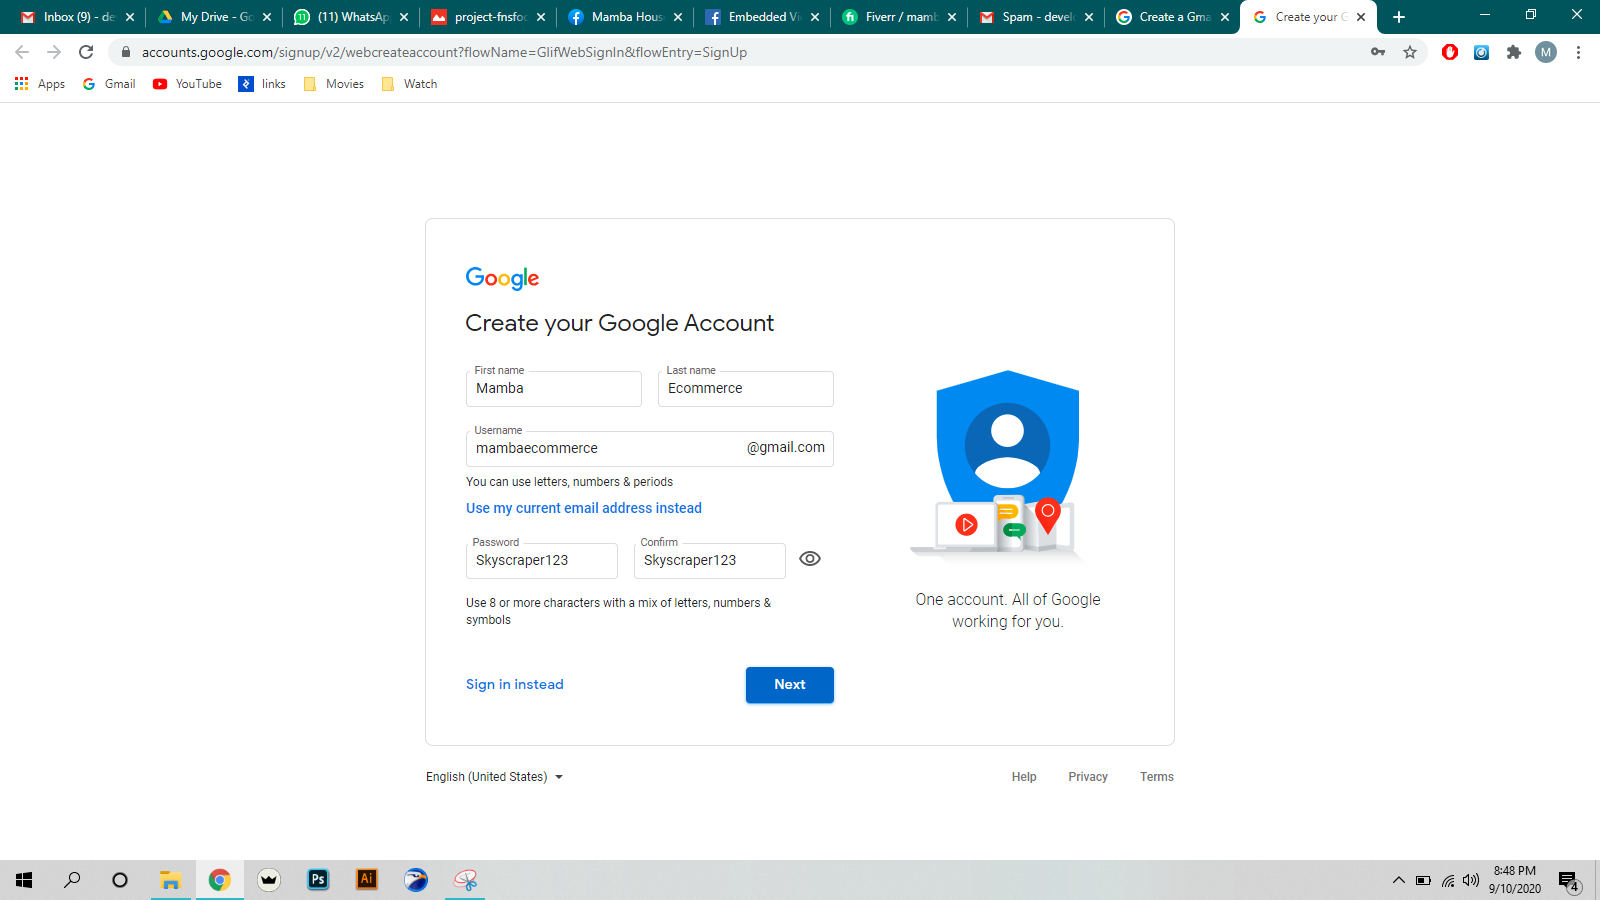 Inbox (9) - de
My Drive - Go
(11) WhatsAp
project-fnsfoc
Mamba Hous
Embedded Vi
Fiverr / mamb
Spam - develo
Create a Gma
Create your G
accounts.google.com/signup/v2/webcreateaccount?flowName=GlifWebSignIn&flowEntry=SignUp
M
Apps
Gmail
YouTube
links
Movies
Watch
Google
Create your Google Account
First name
Last name
Mamba
Ecommerce
Username
mambaecommerce
@gmail.com
You can use letters, numbers & periods
Use my current email address instead
Password
Confirm
Skyscraper123
Skyscraper123
Use 8 or more characters with a mix of letters, numbers &
symbols
One account. All of Google
working for you.
Sign in instead
Next
English (United States)
Help
Privacy
Terms
Ps
Ai
8:48 PM
9/10/2020
4